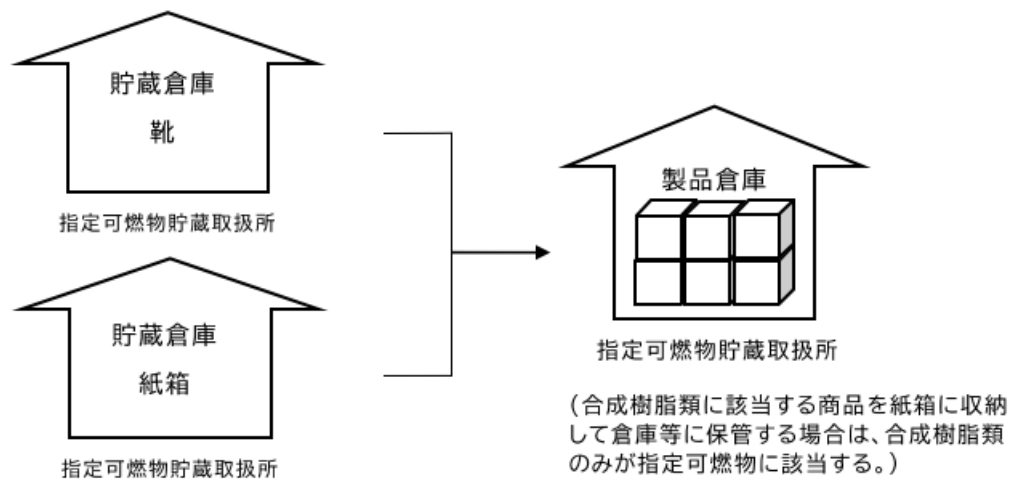 貯蔵倉庫
靴
指定可燃物貯蔵取扱所
貯蔵倉庫
紙箱
指定可燃物貯蔵取扱所
製品倉庫
指定可燃物貯蔵取扱所
（合成樹脂類に該当する商品を紙箱に収納
して倉庫等に保管する場合は、合成樹脂類
のみが指定可燃物に該当する。）